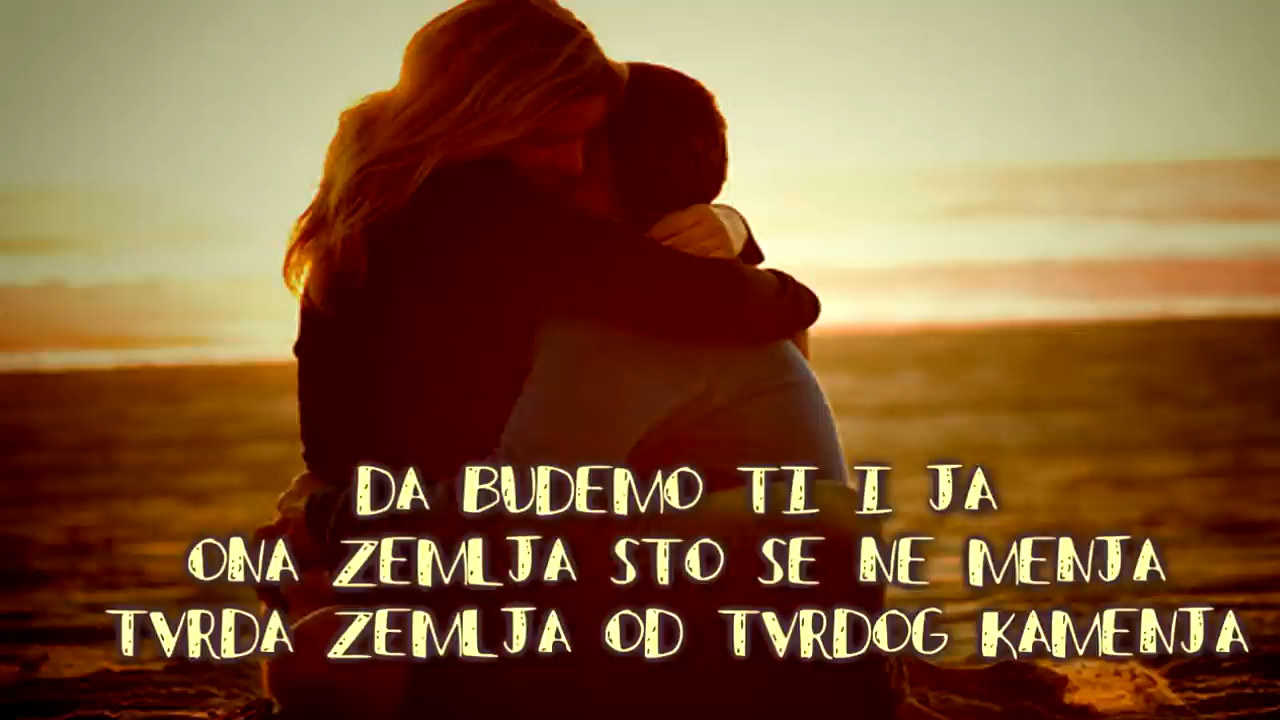 DA BUDEMO TI I JA
ONA ZEMLJA STO SE NE MENJA
TVRDA ZEMLJA OD TVRDOG KAMENJA